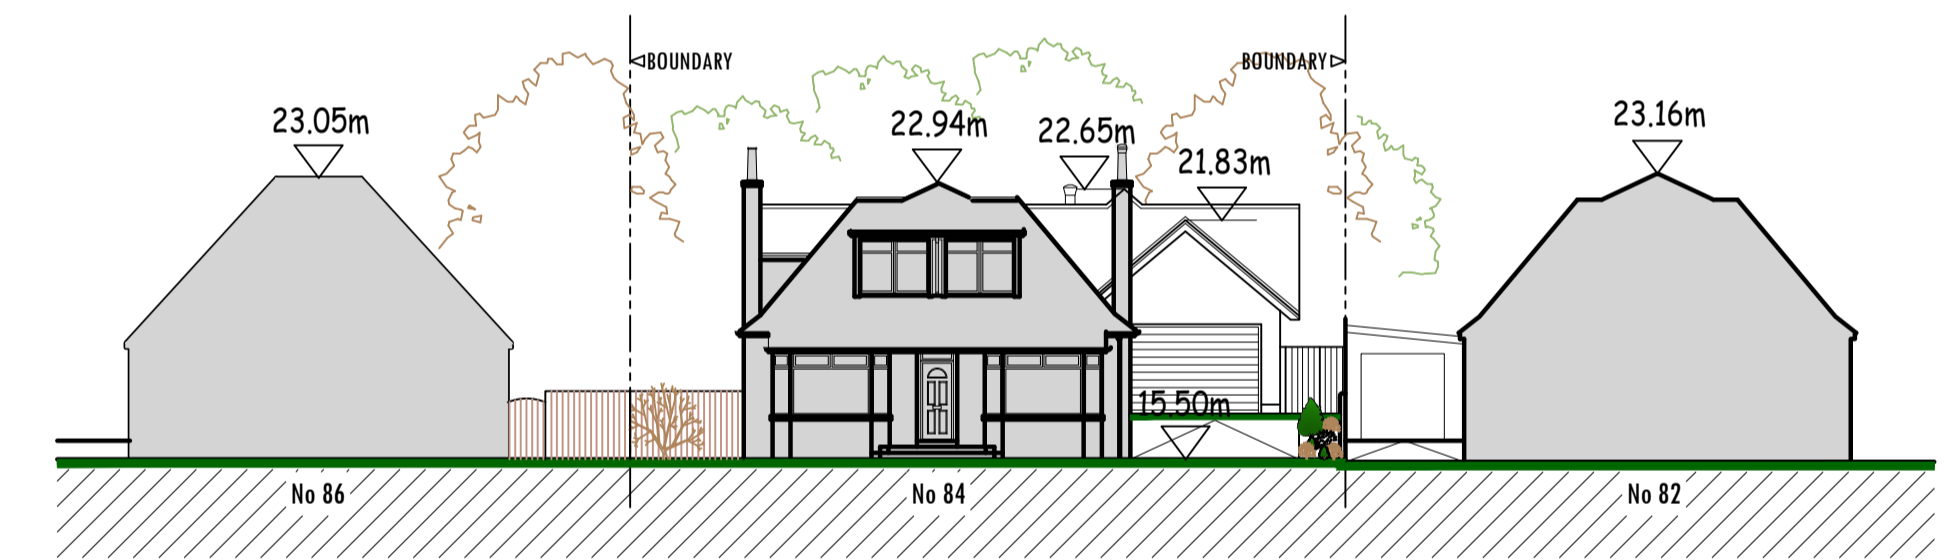 BOUNDARY
BOUNDARY
23.05m
22.94m
22.65m
23.16m
21.83m
15.50m
No 86
No 84
No 82